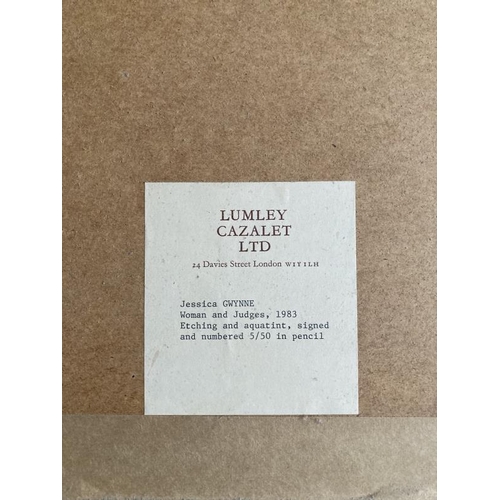 LUMLEY
CAZALET
LTD
24 Davies Street London W1Y 1LH
Jessica GWYNNE
Woman and Judges, 1983
Etching and aquatint, signed
and numbered 5/50 in pencil